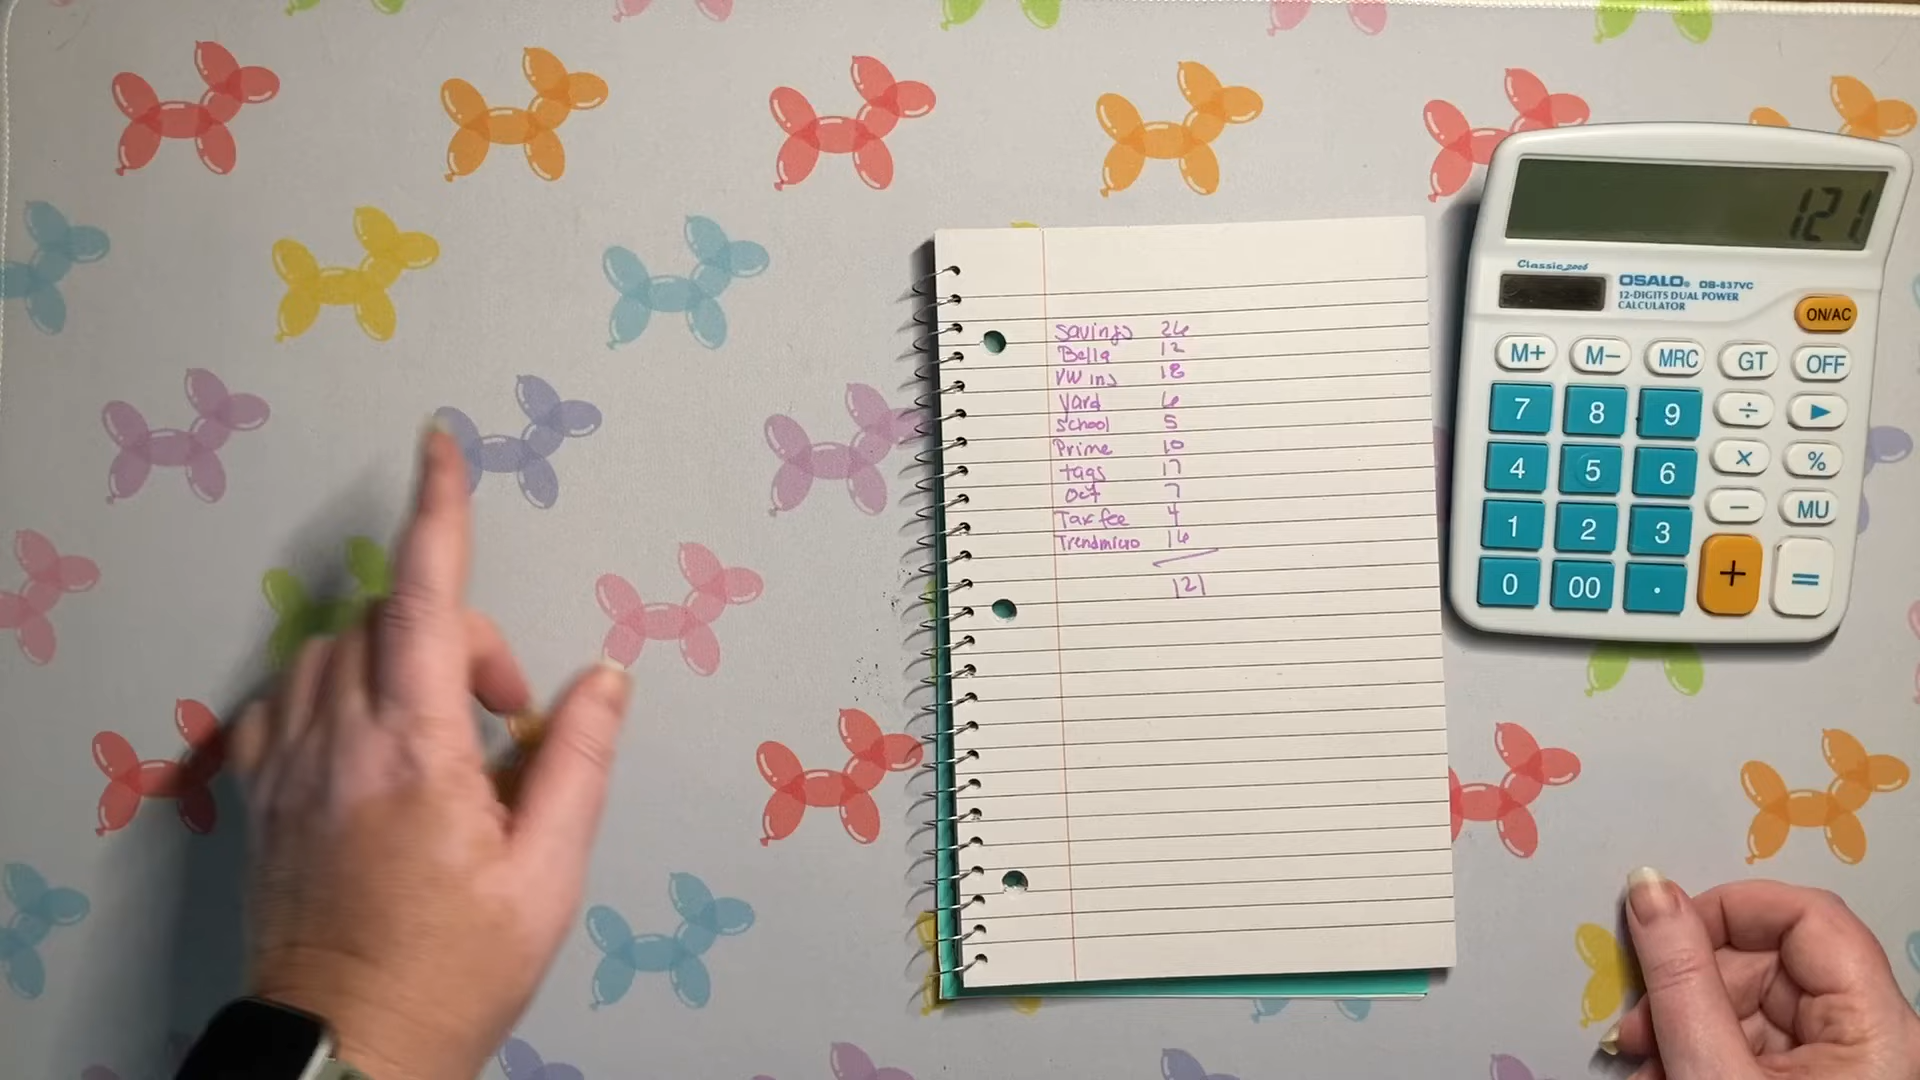 Savings 26
Bella 12
VW ins 18
Yard 6
School 5
Prime 10
tags 17
Oct 7
Tax fee 4
Trendmicro 16
121
121.
OSALO OS-837VC
12-DIGITS DUAL POWER
CALCULATOR
ON/AC
M+ M- MRC GT OFF
7 8 9 ÷ ▶
4 5 6 × %
1 2 3 − MU
0 00 . + =